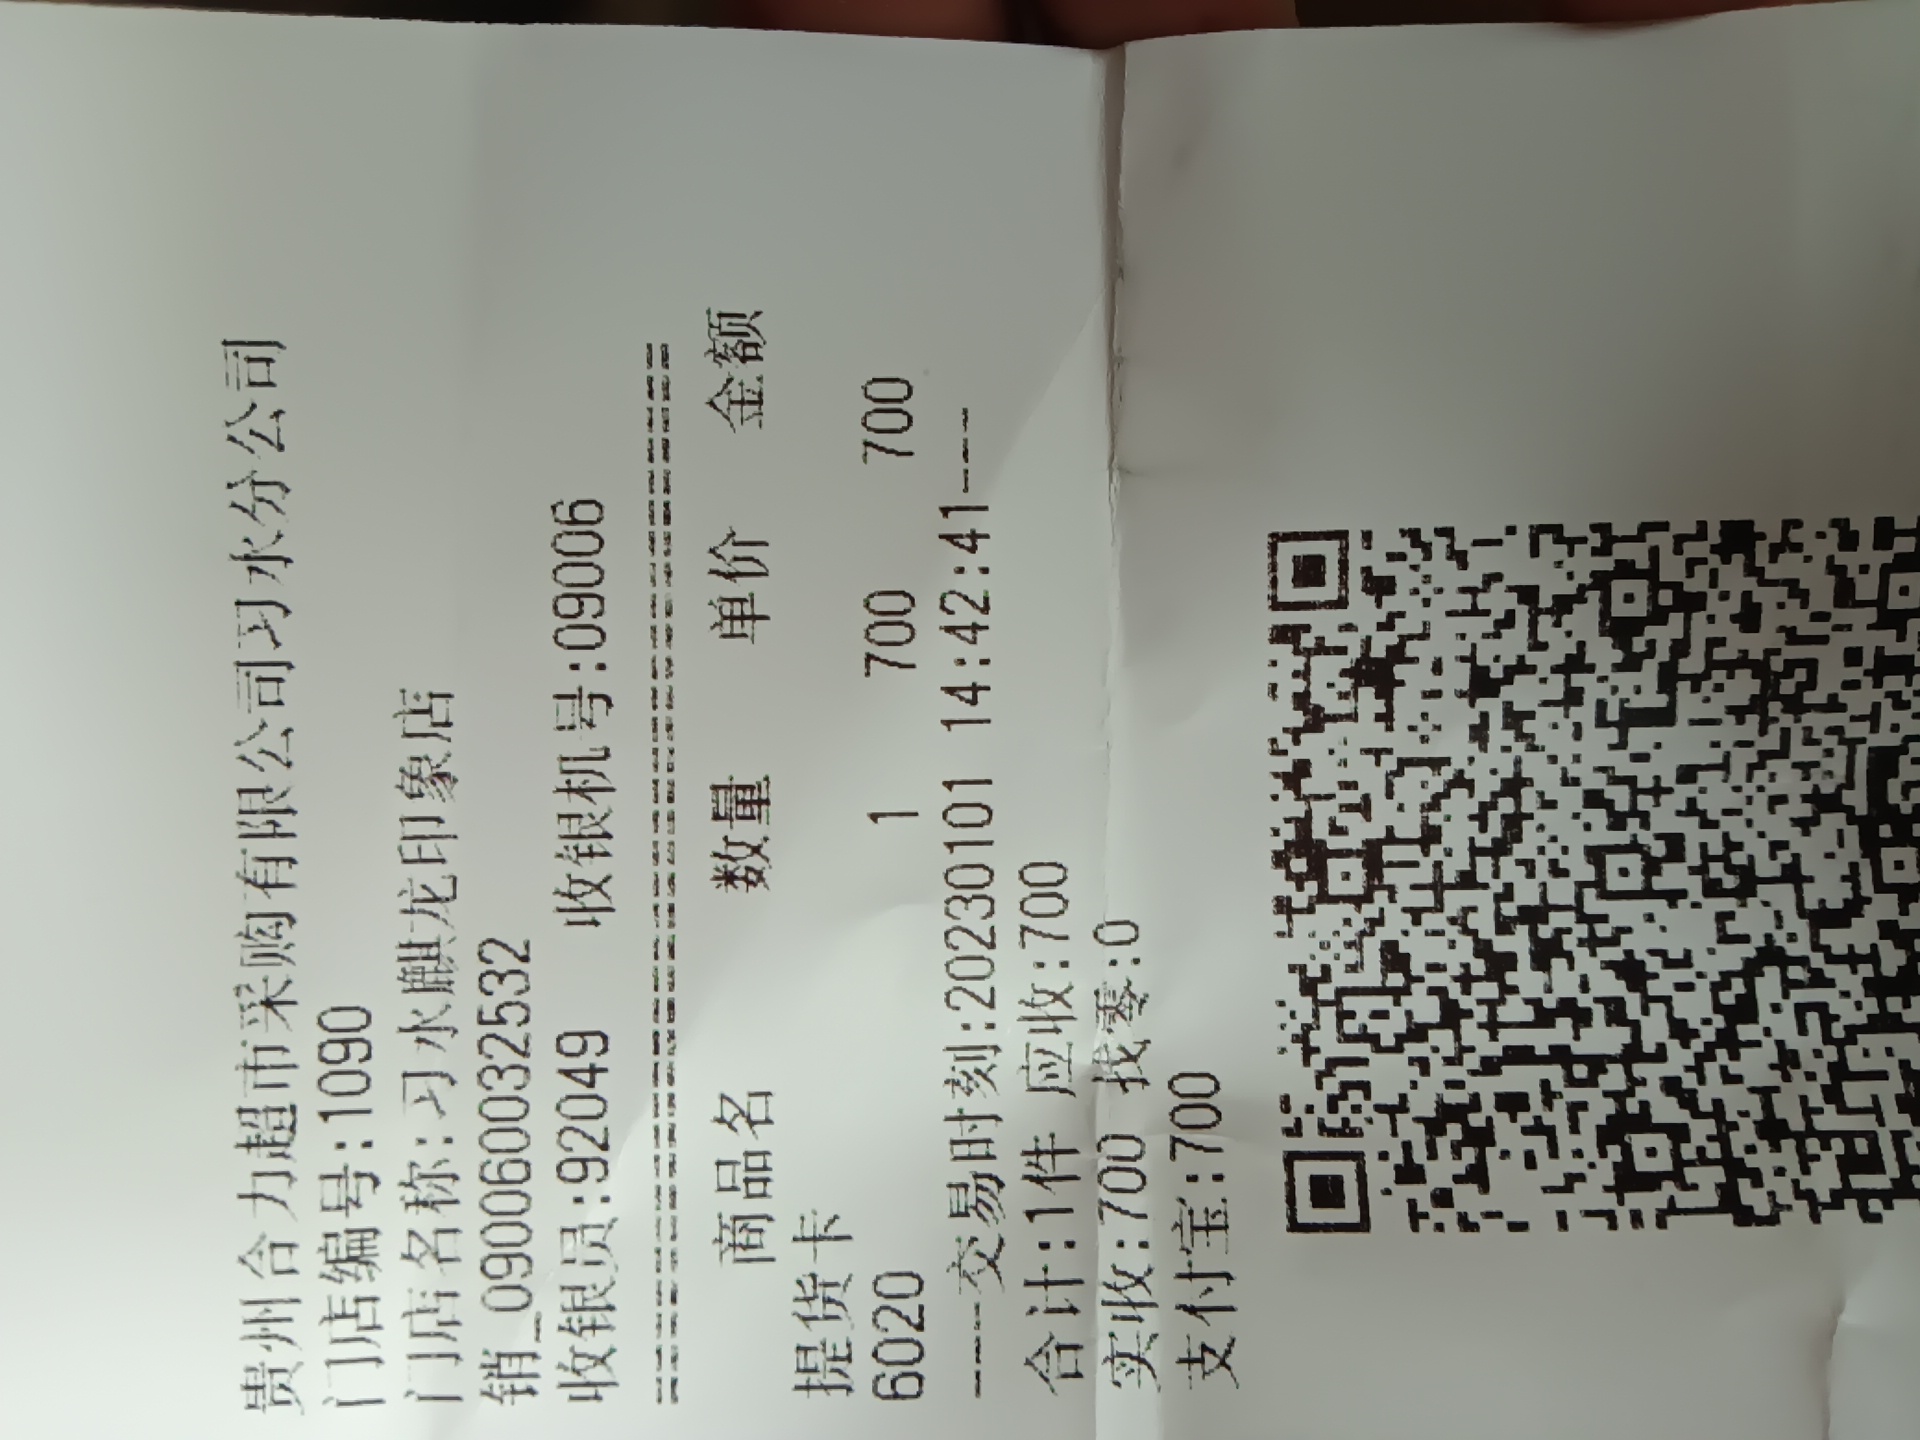 贵州合力超市采购有限公司习水分公司
门店编号:1090
门店名称:习水麒龙印象店
销_09006003​2532
收银员:92049 收银机号:09006
================================
商品名 数量 单价 金额
提货卡
6020 1 700 700
----交易时刻:20230101 14:42:41----
合计:1件 应收:700
实收:700 找零:0
支付宝:700